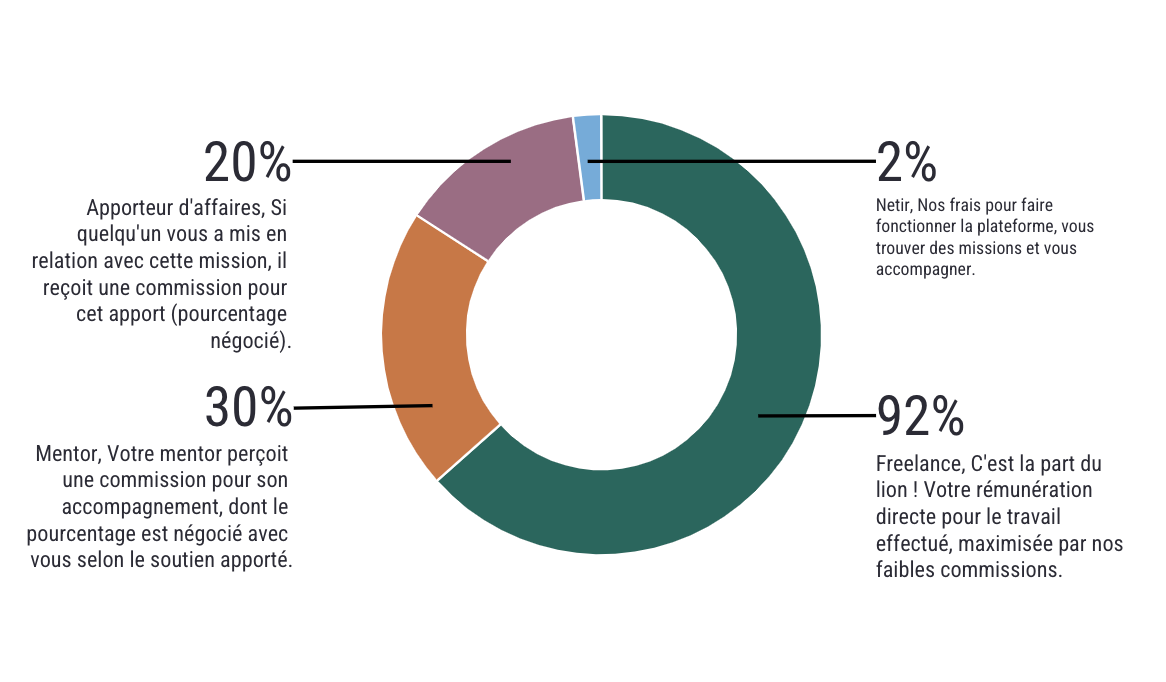 20%
Apporteur d'affaires, Si
quelqu'un vous a mis en
relation avec cette mission, il
reçoit une commission pour
cet apport (pourcentage
négocié).
30%
Mentor, Votre mentor perçoit
une commission pour son
accompagnement, dont le
pourcentage est négocié avec
vous selon le soutien apporté.
2%
Netir, Nos frais pour faire
fonctionner la plateforme, vous
trouver des missions et vous
accompagner.
92%
Freelance, C'est la part du
lion ! Votre rémunération
directe pour le travail
effectué, maximisée par nos
faibles commissions.